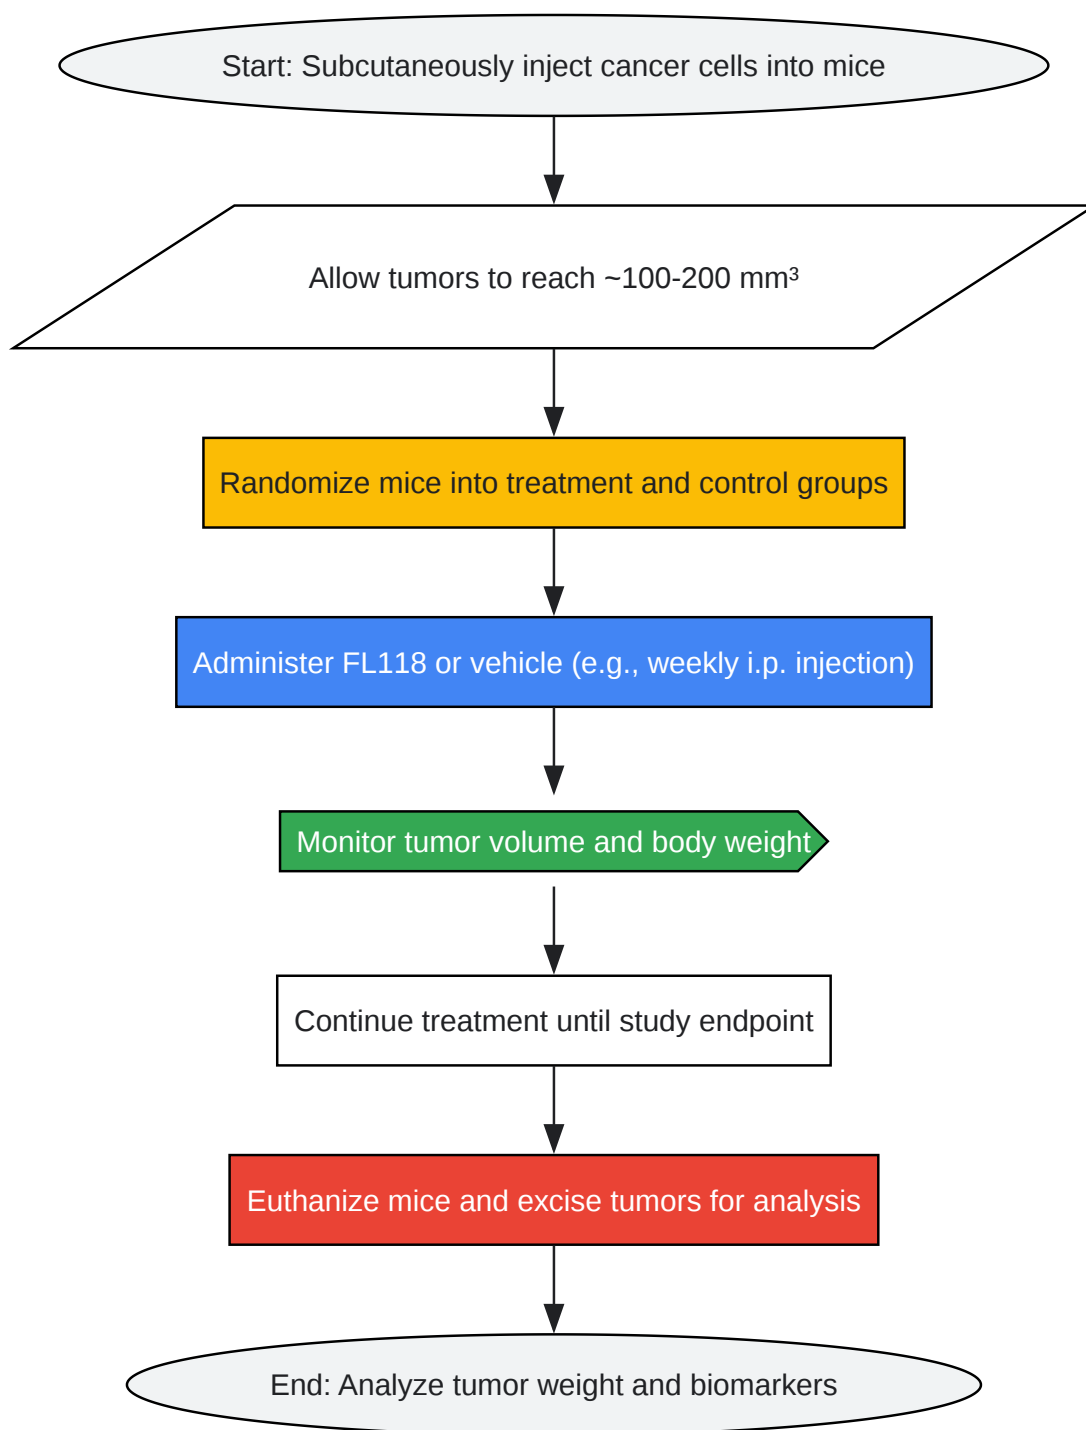 Start: Subcutaneously inject cancer cells into mice
Allow tumors to reach ~100-200 mm³
Randomize mice into treatment and control groups
Administer FL118 or vehicle (e.g., weekly i.p. injection)
Monitor tumor volume and body weight
Continue treatment until study endpoint
Euthanize mice and excise tumors for analysis
End: Analyze tumor weight and biomarkers